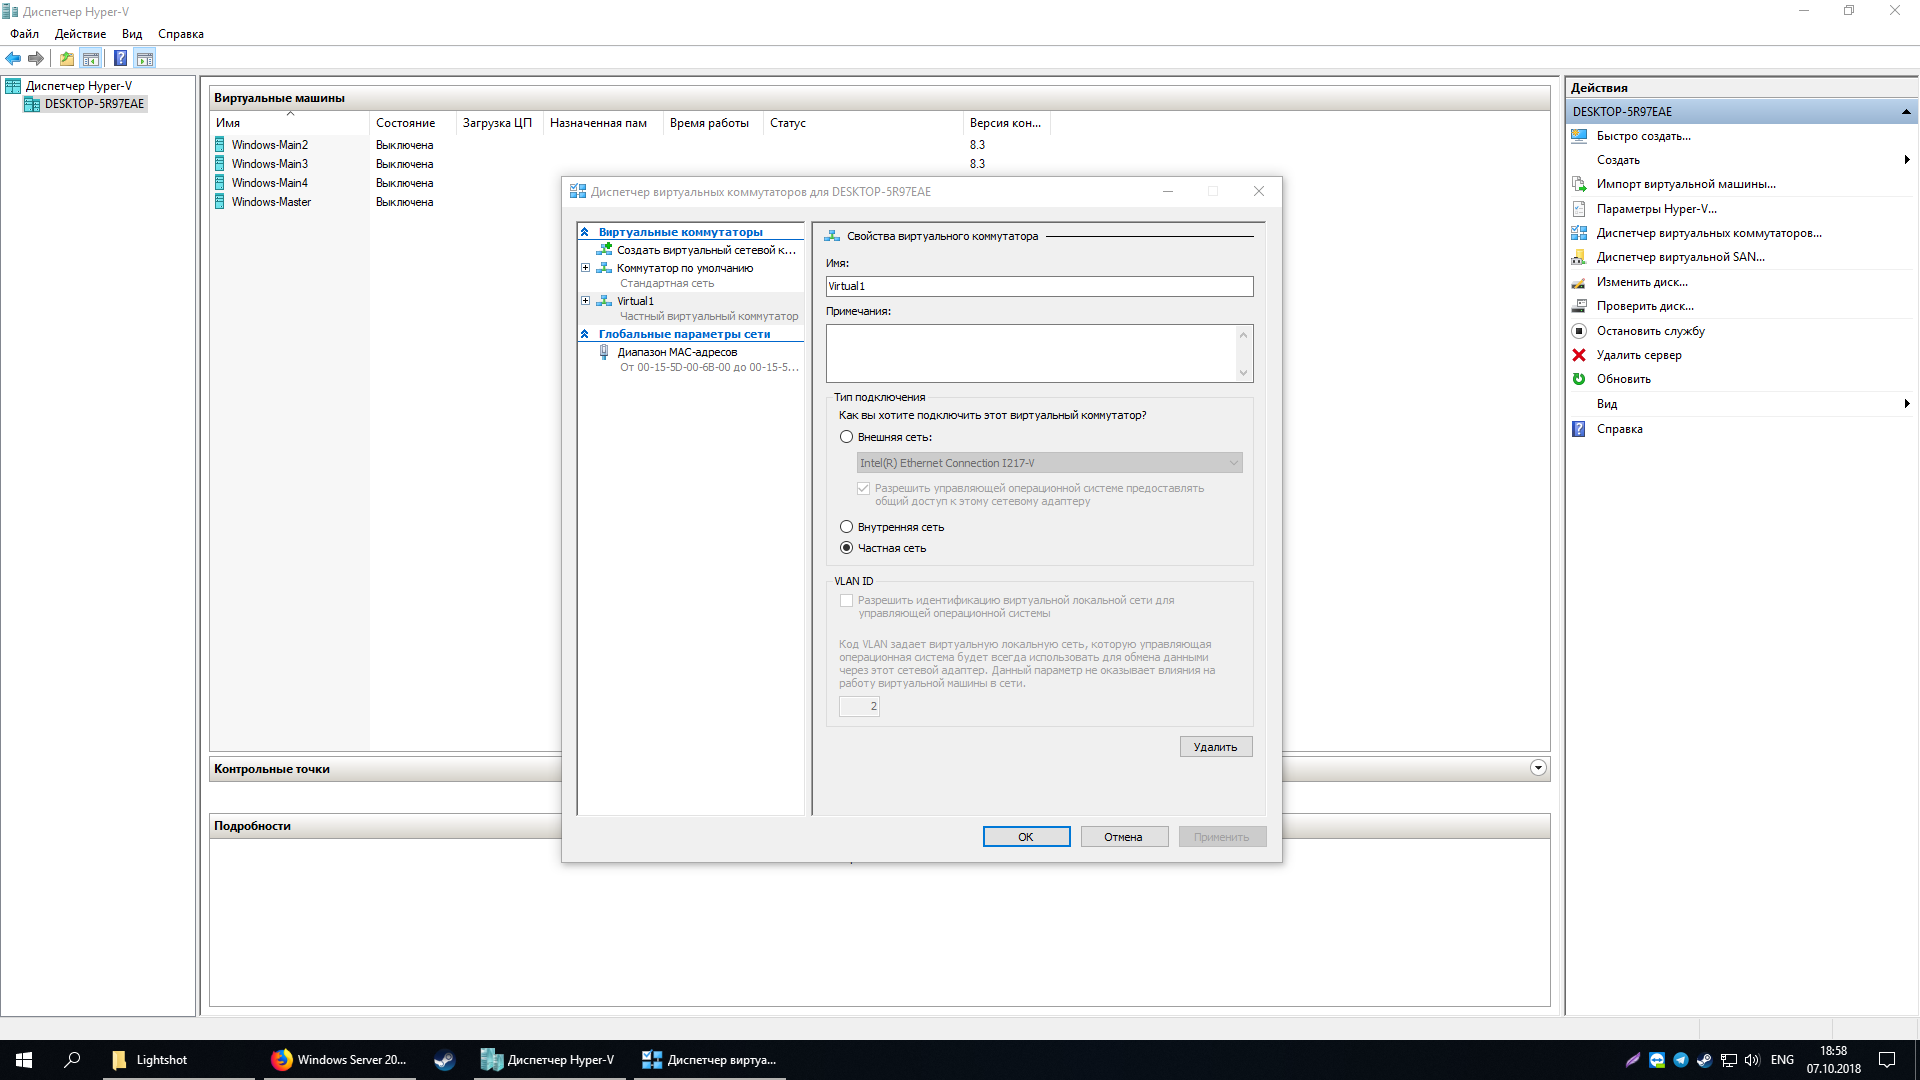 Диспетчер Hyper-V
Файл Действие Вид Справка
Диспетчер Hyper-V
DESKTOP-5R97EAE
Виртуальные машины
Имя Состояние Загрузка ЦП Назначенная пам Время работы Статус Версия кон...
Windows-Main2 Выключена 8.3
Windows-Main3 Выключена 8.3
Windows-Main4 Выключена
Windows-Master Выключена
Контрольные точки
Подробности
Диспетчер виртуальных коммутаторов для DESKTOP-5R97EAE
Виртуальные коммутаторы
Создать виртуальный сетевой к...
Коммутатор по умолчанию
Стандартная сеть
Virtual1
Частный виртуальный коммутатор
Глобальные параметры сети
Диапазон MAC-адресов
От 00-15-5D-00-6B-00 до 00-15-5...
Свойства виртуального коммутатора
Имя:
Virtual1
Примечания:
Тип подключения
Как вы хотите подключить этот виртуальный коммутатор?
Внешняя сеть:
Intel(R) Ethernet Connection I217-V
Разрешить управляющей операционной системе предоставлять
общий доступ к этому сетевому адаптеру
Внутренняя сеть
Частная сеть
VLAN ID
Разрешить идентификацию виртуальной локальной сети для
управляющей операционной системы
Код VLAN задает виртуальную локальную сеть, которую управляющая
операционная система будет всегда использовать для обмена данными
через этот сетевой адаптер. Данный параметр не оказывает влияния на
работу виртуальной машины в сети.
2
Удалить
OK Отмена Применить
Действия
DESKTOP-5R97EAE
Быстро создать...
Создать
Импорт виртуальной машины...
Параметры Hyper-V...
Диспетчер виртуальных коммутаторов...
Диспетчер виртуальной SAN...
Изменить диск...
Проверить диск...
Остановить службу
Удалить сервер
Обновить
Вид
Справка
Lightshot
Windows Server 20...
Диспетчер Hyper-V
Диспетчер виртуа...
ENG
18:58
07.10.2018